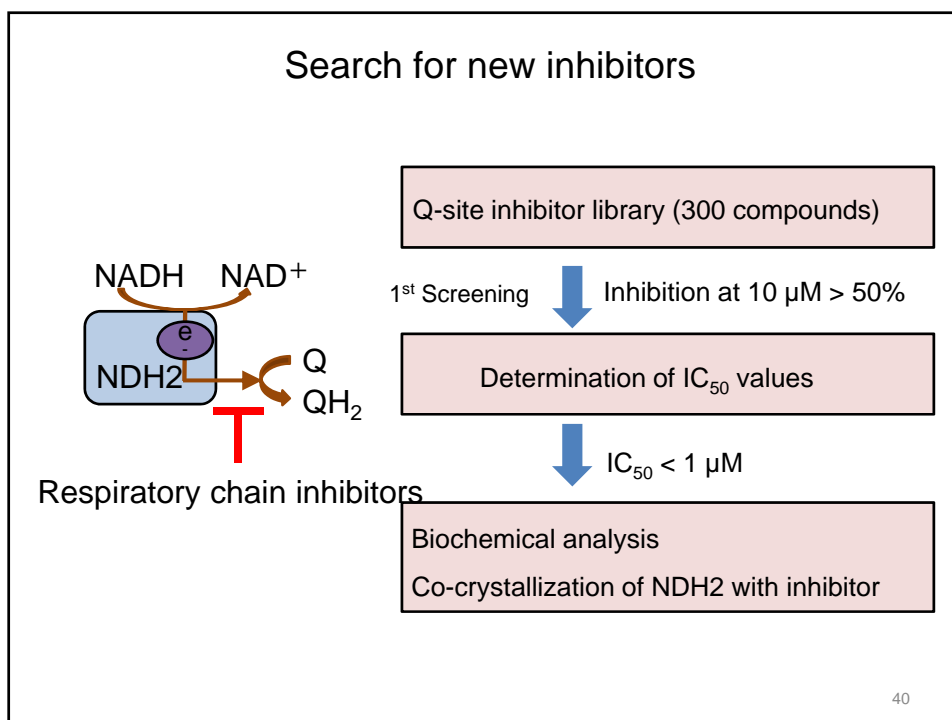 Search for new inhibitors
Q-site inhibitor library (300 compounds)
NADH NAD⁺
1st Screening Inhibition at 10 µM > 50%
e
-
NDH2
Q
QH₂
Determination of IC₅₀ values
IC₅₀ < 1 µM
Respiratory chain inhibitors
Biochemical analysis
Co-crystallization of NDH2 with inhibitor
40